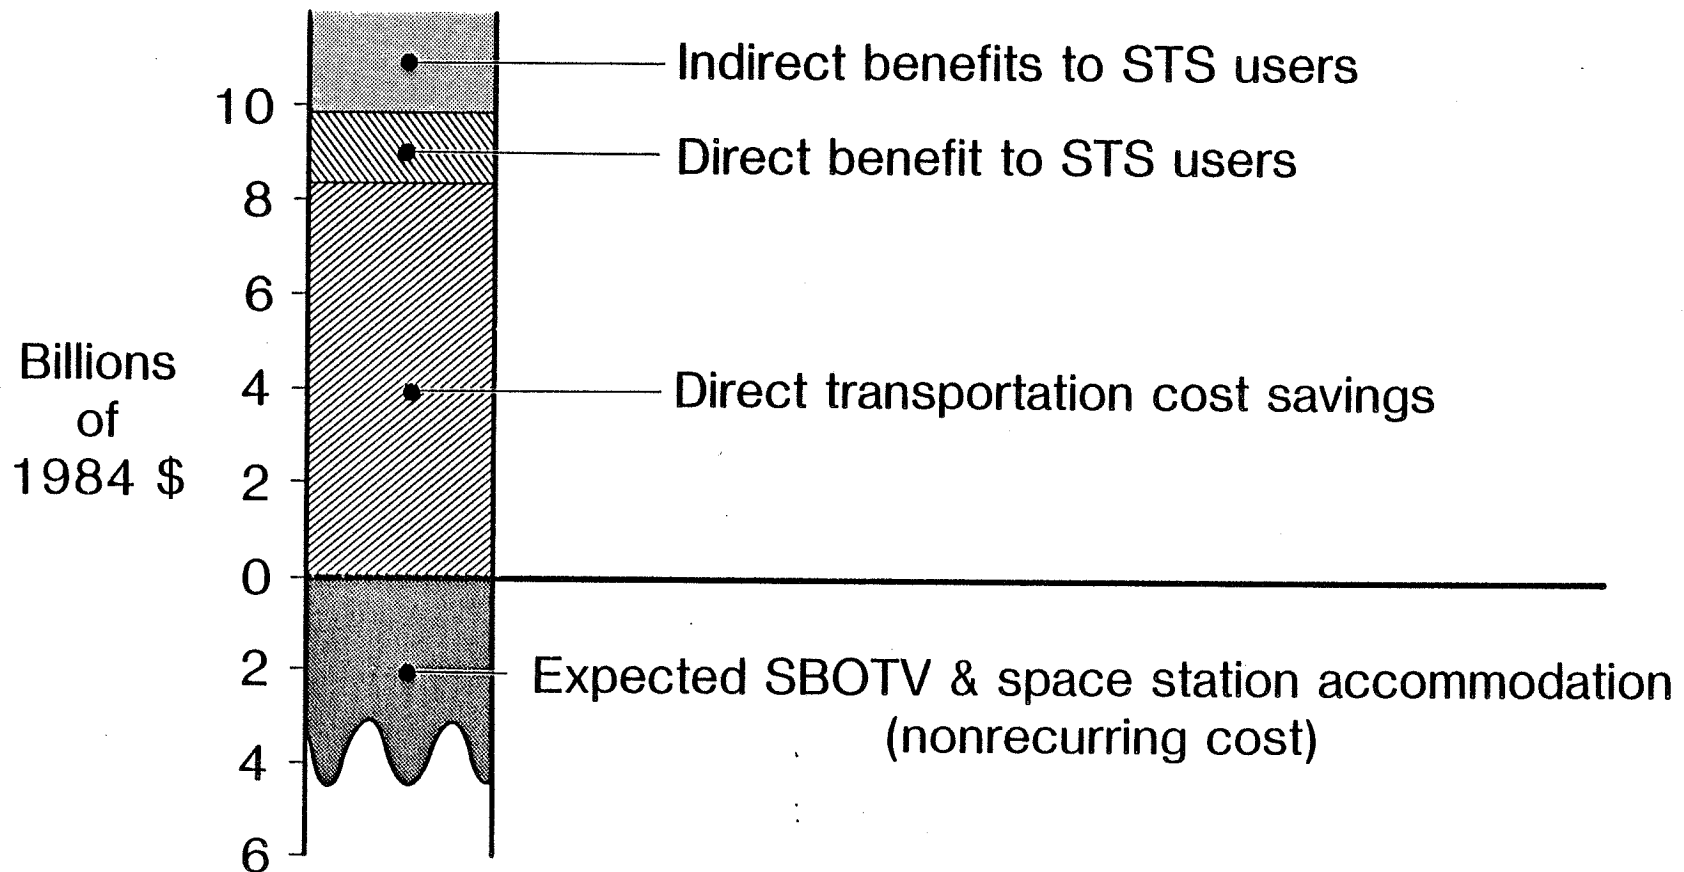 Indirect benefits to STS users
10
Direct benefit to STS users
8
6
Billions
of
1984 $
4
Direct transportation cost savings
2
0
2
Expected SBOTV & space station accommodation
(nonrecurring cost)
4
6